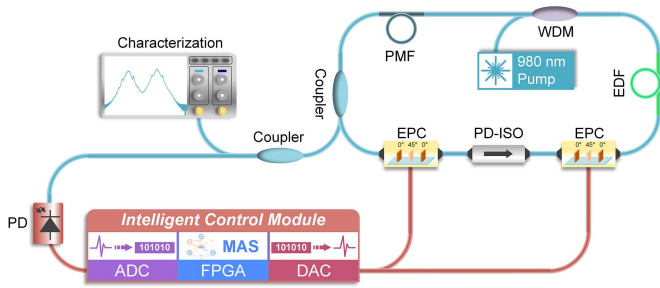 Characterization
PMF
WDM
980 nm
Pump
EDF
Coupler
Coupler
EPC
0° 45° 0°
PD-ISO
EPC
0° 45° 0°
PD
Intelligent Control Module
101010
MAS
101010
ADC
FPGA
DAC